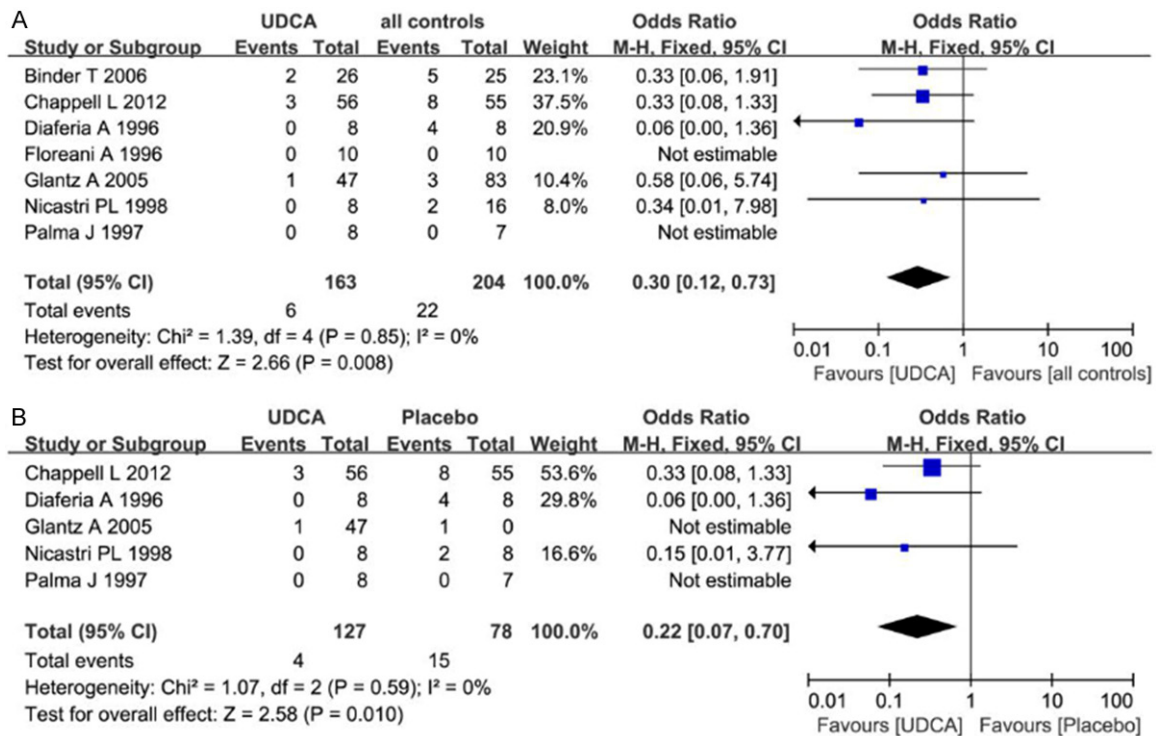 A
UDCA all controls Odds Ratio Odds Ratio
Study or Subgroup Events Total Events Total Weight M-H, Fixed, 95% CI M-H, Fixed, 95% CI
Binder T 2006 2 26 5 25 23.1% 0.33 [0.06, 1.91]
Chappell L 2012 3 56 8 55 37.5% 0.33 [0.08, 1.33]
Diaferia A 1996 0 8 4 8 20.9% 0.06 [0.00, 1.36]
Floreani A 1996 0 10 0 10 Not estimable
Glantz A 2005 1 47 3 83 10.4% 0.58 [0.06, 5.74]
Nicastri PL 1998 0 8 2 16 8.0% 0.34 [0.01, 7.98]
Palma J 1997 0 8 0 7 Not estimable
Total (95% CI) 163 204 100.0% 0.30 [0.12, 0.73]
Total events 6 22
Heterogeneity: Chi² = 1.39, df = 4 (P = 0.85); I² = 0%
Test for overall effect: Z = 2.66 (P = 0.008)
0.01 0.1 1 10 100
Favours [UDCA] Favours [all controls]
B
UDCA Placebo Odds Ratio Odds Ratio
Study or Subgroup Events Total Events Total Weight M-H, Fixed, 95% CI M-H, Fixed, 95% CI
Chappell L 2012 3 56 8 55 53.6% 0.33 [0.08, 1.33]
Diaferia A 1996 0 8 4 8 29.8% 0.06 [0.00, 1.36]
Glantz A 2005 1 47 1 0 Not estimable
Nicastri PL 1998 0 8 2 8 16.6% 0.15 [0.01, 3.77]
Palma J 1997 0 8 0 7 Not estimable
Total (95% CI) 127 78 100.0% 0.22 [0.07, 0.70]
Total events 4 15
Heterogeneity: Chi² = 1.07, df = 2 (P = 0.59); I² = 0%
Test for overall effect: Z = 2.58 (P = 0.010)
0.01 0.1 1 10 100
Favours [UDCA] Favours [Placebo]